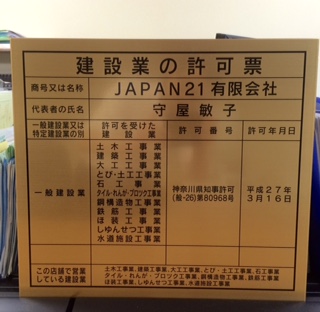 建設業の許可票
商号又は名称 JAPAN21有限会社
代表者の氏名 守屋敏子
一般建設業又は特定建設業の別 許可を受けた建設業 許可番号 許可年月日
一般建設業
土木工事業
建築工事業
大工工事業
とび・土工工事業
石工事業
タイル・れんが・ブロック工事業
鋼構造物工事業
鉄筋工事業
ほ装工事業
しゆんせつ工事業
水道施設工事業
神奈川県知事許可
(般-26)第80968号
平成27年
3月16日
この店舗で営業
している建設業
土木工事業,建築工事業,大工工事業,とび・土工工事業,石工事業
タイル・れんが・ブロック工事業,鋼構造物工事業,鉄筋工事業
ほ装工事業,しゆんせつ工事業,水道施設工事業